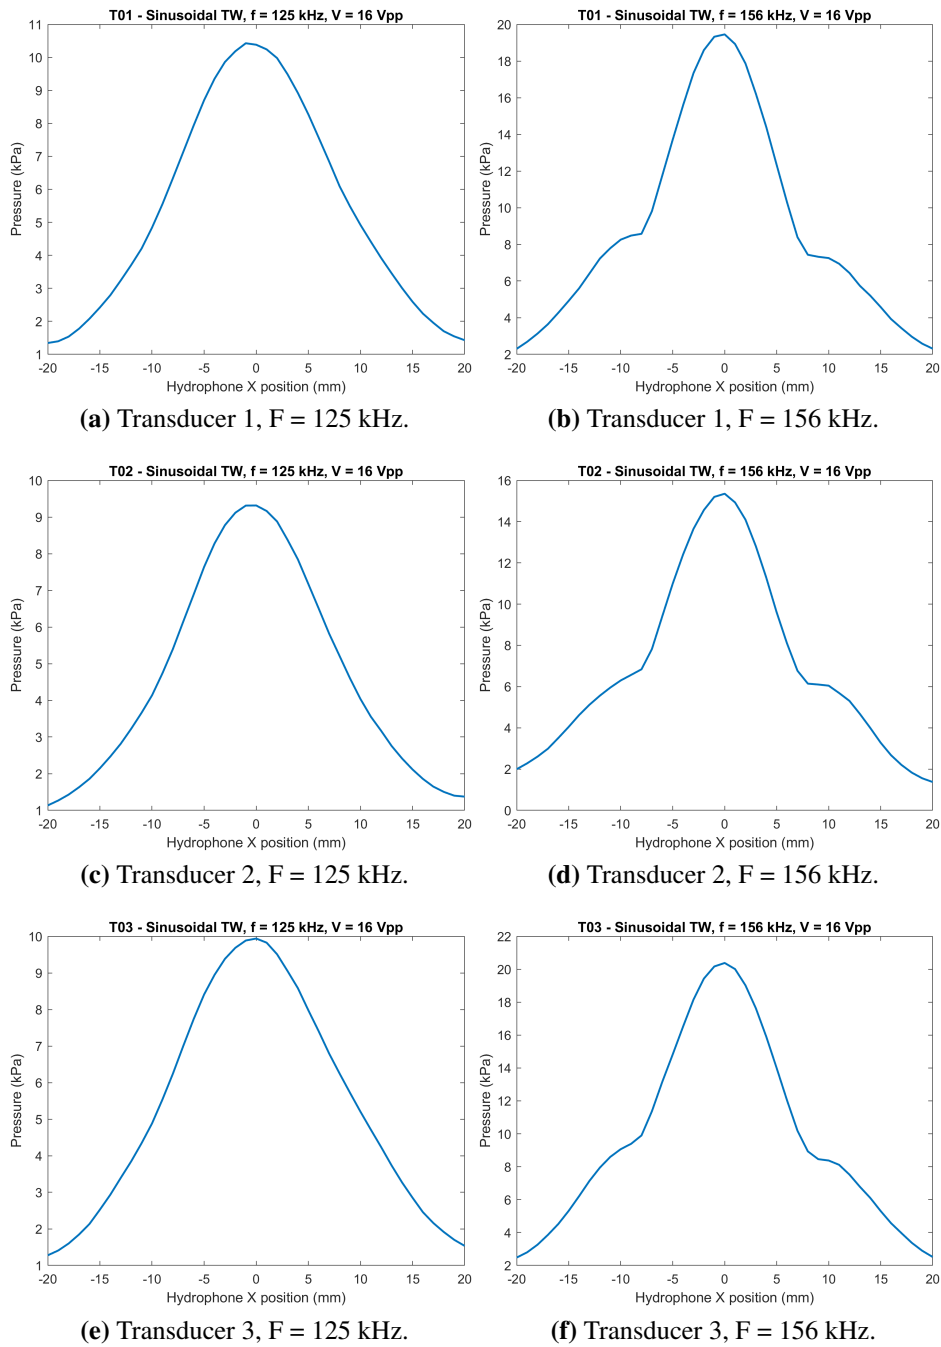 T01 - Sinusoidal TW, f = 125 kHz, V = 16 Vpp
11
10
9
8
7
6
5
4
3
2
1
Pressure (kPa)
-20 -15 -10 -5 0 5 10 15 20
Hydrophone X position (mm)
(a) Transducer 1, F = 125 kHz.
T01 - Sinusoidal TW, f = 156 kHz, V = 16 Vpp
20
18
16
14
12
10
8
6
4
2
Pressure (kPa)
-20 -15 -10 -5 0 5 10 15 20
Hydrophone X position (mm)
(b) Transducer 1, F = 156 kHz.
T02 - Sinusoidal TW, f = 125 kHz, V = 16 Vpp
10
9
8
7
6
5
4
3
2
1
Pressure (kPa)
-20 -15 -10 -5 0 5 10 15 20
Hydrophone X position (mm)
(c) Transducer 2, F = 125 kHz.
T02 - Sinusoidal TW, f = 156 kHz, V = 16 Vpp
16
14
12
10
8
6
4
2
0
Pressure (kPa)
-20 -15 -10 -5 0 5 10 15 20
Hydrophone X position (mm)
(d) Transducer 2, F = 156 kHz.
T03 - Sinusoidal TW, f = 125 kHz, V = 16 Vpp
10
9
8
7
6
5
4
3
2
1
Pressure (kPa)
-20 -15 -10 -5 0 5 10 15 20
Hydrophone X position (mm)
(e) Transducer 3, F = 125 kHz.
T03 - Sinusoidal TW, f = 156 kHz, V = 16 Vpp
22
20
18
16
14
12
10
8
6
4
2
Pressure (kPa)
-20 -15 -10 -5 0 5 10 15 20
Hydrophone X position (mm)
(f) Transducer 3, F = 156 kHz.